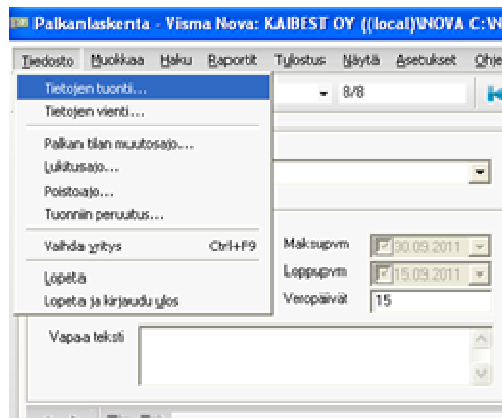 Palkanlaskenta - Visma Nova: KAIBEST OY ((local)\NOVA C:\N
Tiedosto Muokkaa Haku Raportit Tulostus Näytä Asetukset Ohje
Tietojen tuonti...
8/8
Tietojen vienti...
Palkan tilan muutosajo...
Lukitusajo...
Poistoajo...
Tuonnin peruutus...
Vaihda yritys Ctrl+F9
Maksupvm 30.09.2011
Lopeta
Loppupvm 15.09.2011
Lopeta ja kirjaudu ulos
Veropäivät 15
Vapaa teksti